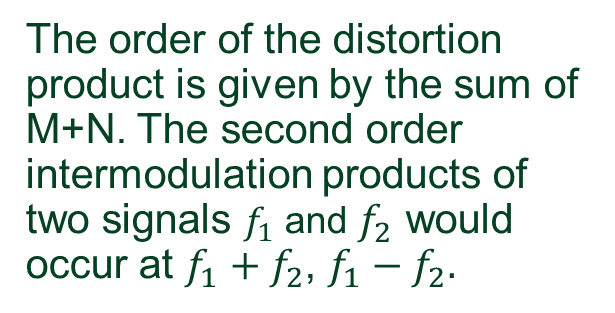 The order of the distortion
product is given by the sum of
M+N. The second order
intermodulation products of
two signals 𝑓₁ and 𝑓₂ would
occur at 𝑓₁ + 𝑓₂, 𝑓₁ − 𝑓₂.